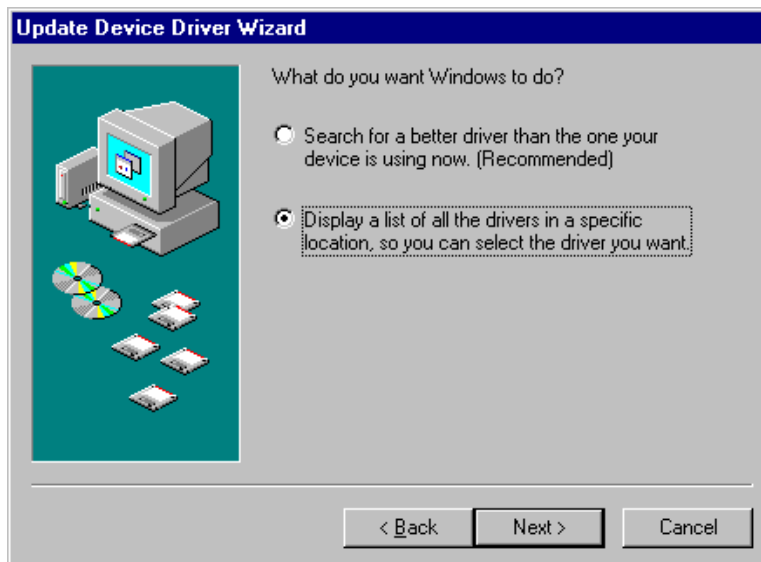 Update Device Driver Wizard
What do you want Windows to do?
Search for a better driver than the one your
device is using now. (Recommended)
Display a list of all the drivers in a specific
location, so you can select the driver you want.
< Back
Next >
Cancel